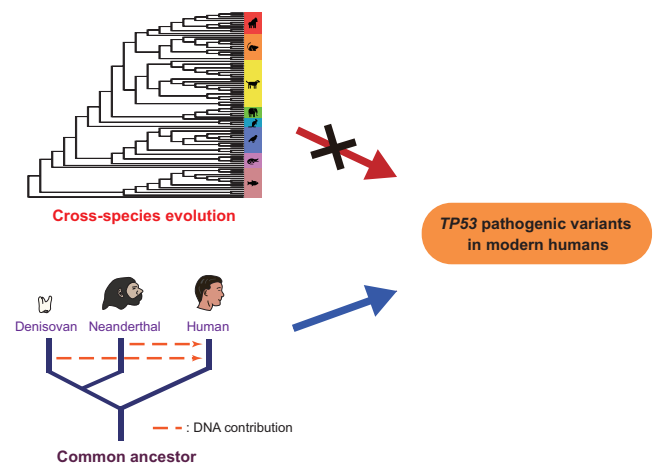 Cross-species evolution
TP53 pathogenic variants
in modern humans
Denisovan Neanderthal Human
: DNA contribution
Common ancestor